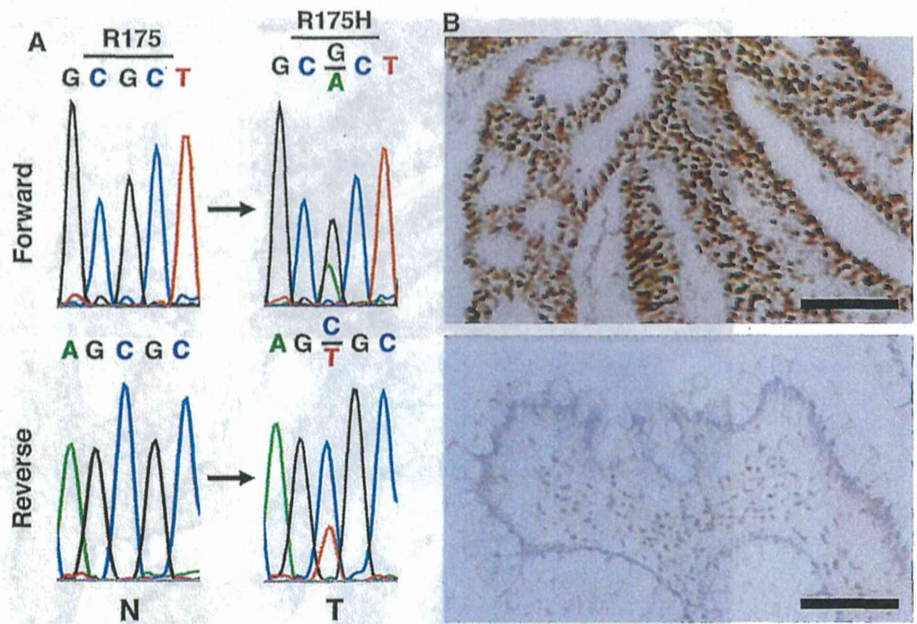 A
B
R175
R175H
G C G C T
G C G/A C T
Forward
A G C G C
A G C/T G C
Reverse
N
T